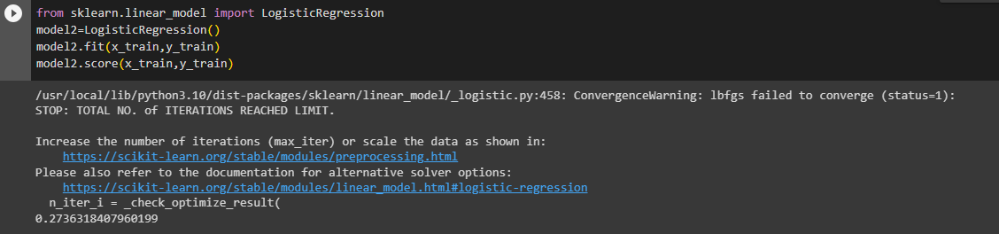 from sklearn.linear_model import LogisticRegression
model2=LogisticRegression()
model2.fit(x_train,y_train)
model2.score(x_train,y_train)
/usr/local/lib/python3.10/dist-packages/sklearn/linear_model/_logistic.py:458: ConvergenceWarning: lbfgs failed to converge (status=1):
STOP: TOTAL NO. of ITERATIONS REACHED LIMIT.
Increase the number of iterations (max_iter) or scale the data as shown in:
https://scikit-learn.org/stable/modules/preprocessing.html
Please also refer to the documentation for alternative solver options:
https://scikit-learn.org/stable/modules/linear_model.html#logistic-regression
n_iter_i = _check_optimize_result(
0.2736318407960199